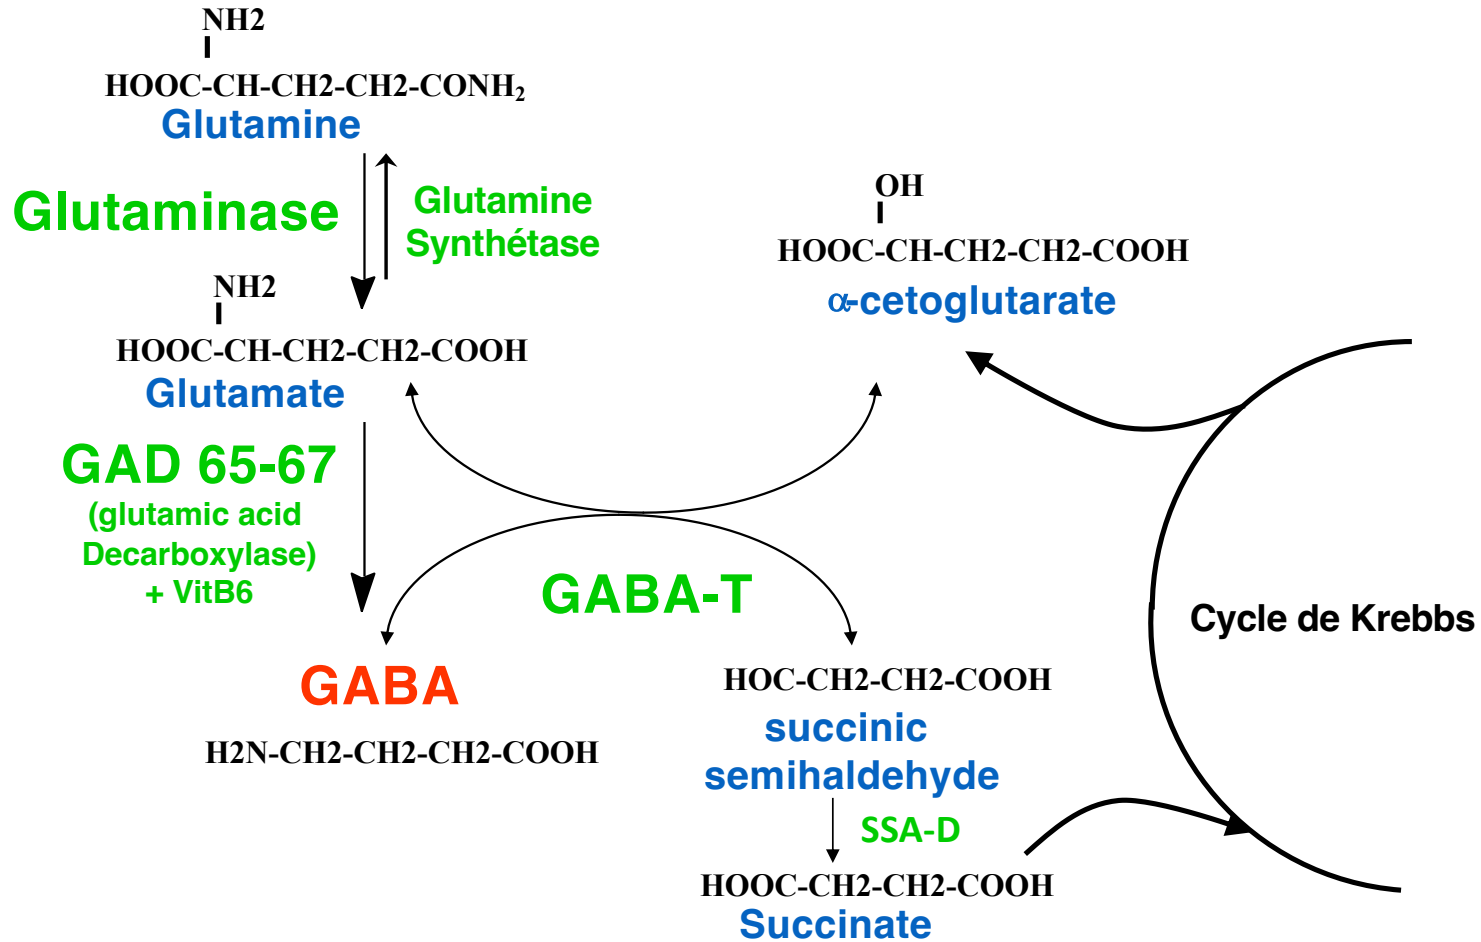 NH2
HOOC-CH-CH2-CH2-CONH₂
Glutamine
Glutaminase
Glutamine
Synthétase
NH2
HOOC-CH-CH2-CH2-COOH
Glutamate
OH
HOOC-CH-CH2-CH2-COOH
α-cetoglutarate
GAD 65-67
(glutamic acid
Decarboxylase)
+ VitB6
GABA-T
Cycle de Krebbs
GABA
H2N-CH2-CH2-CH2-COOH
HOC-CH2-CH2-COOH
succinic
semihaldehyde
SSA-D
HOOC-CH2-CH2-COOH
Succinate